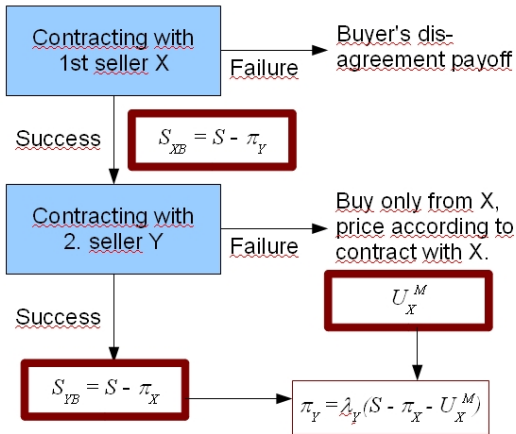 Contracting with
1st seller X
Failure
Buyer's dis-
agreement payoff
Success
S_XB = S - π_Y
Contracting with
2. seller Y
Failure
Buy only from X,
price according to
contract with X.
Success
U_X^M
S_YB = S - π_X
π_Y = λ_Y(S - π_X - U_X^M)